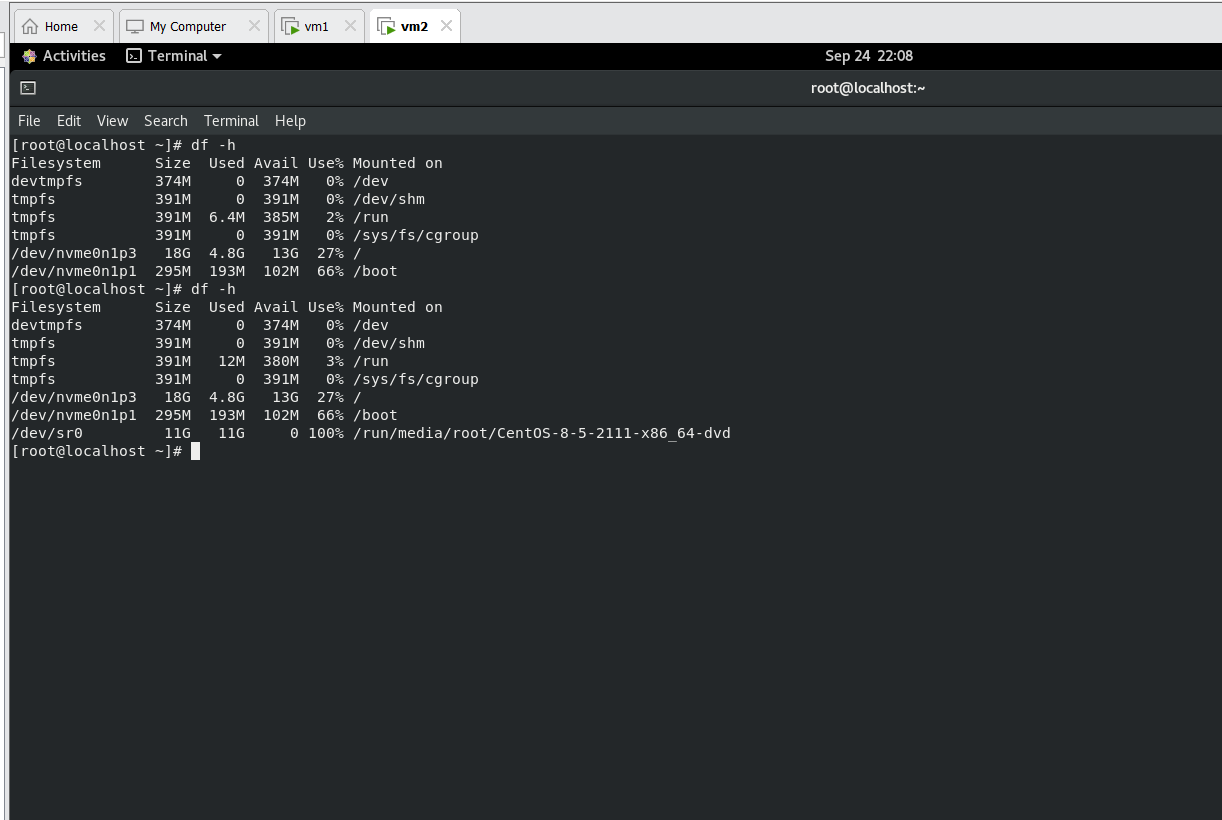 Home My Computer vm1 vm2
Activities Terminal Sep 24 22:08
root@localhost:~
File Edit View Search Terminal Help
[root@localhost ~]# df -h
Filesystem      Size  Used Avail Use% Mounted on
devtmpfs        374M     0  374M   0% /dev
tmpfs           391M     0  391M   0% /dev/shm
tmpfs           391M  6.4M  385M   2% /run
tmpfs           391M     0  391M   0% /sys/fs/cgroup
/dev/nvme0n1p3   18G  4.8G   13G  27% /
/dev/nvme0n1p1  295M  193M  102M  66% /boot
[root@localhost ~]# df -h
Filesystem      Size  Used Avail Use% Mounted on
devtmpfs        374M     0  374M   0% /dev
tmpfs           391M     0  391M   0% /dev/shm
tmpfs           391M   12M  380M   3% /run
tmpfs           391M     0  391M   0% /sys/fs/cgroup
/dev/nvme0n1p3   18G  4.8G   13G  27% /
/dev/nvme0n1p1  295M  193M  102M  66% /boot
/dev/sr0         11G   11G     0 100% /run/media/root/CentOS-8-5-2111-x86_64-dvd
[root@localhost ~]#